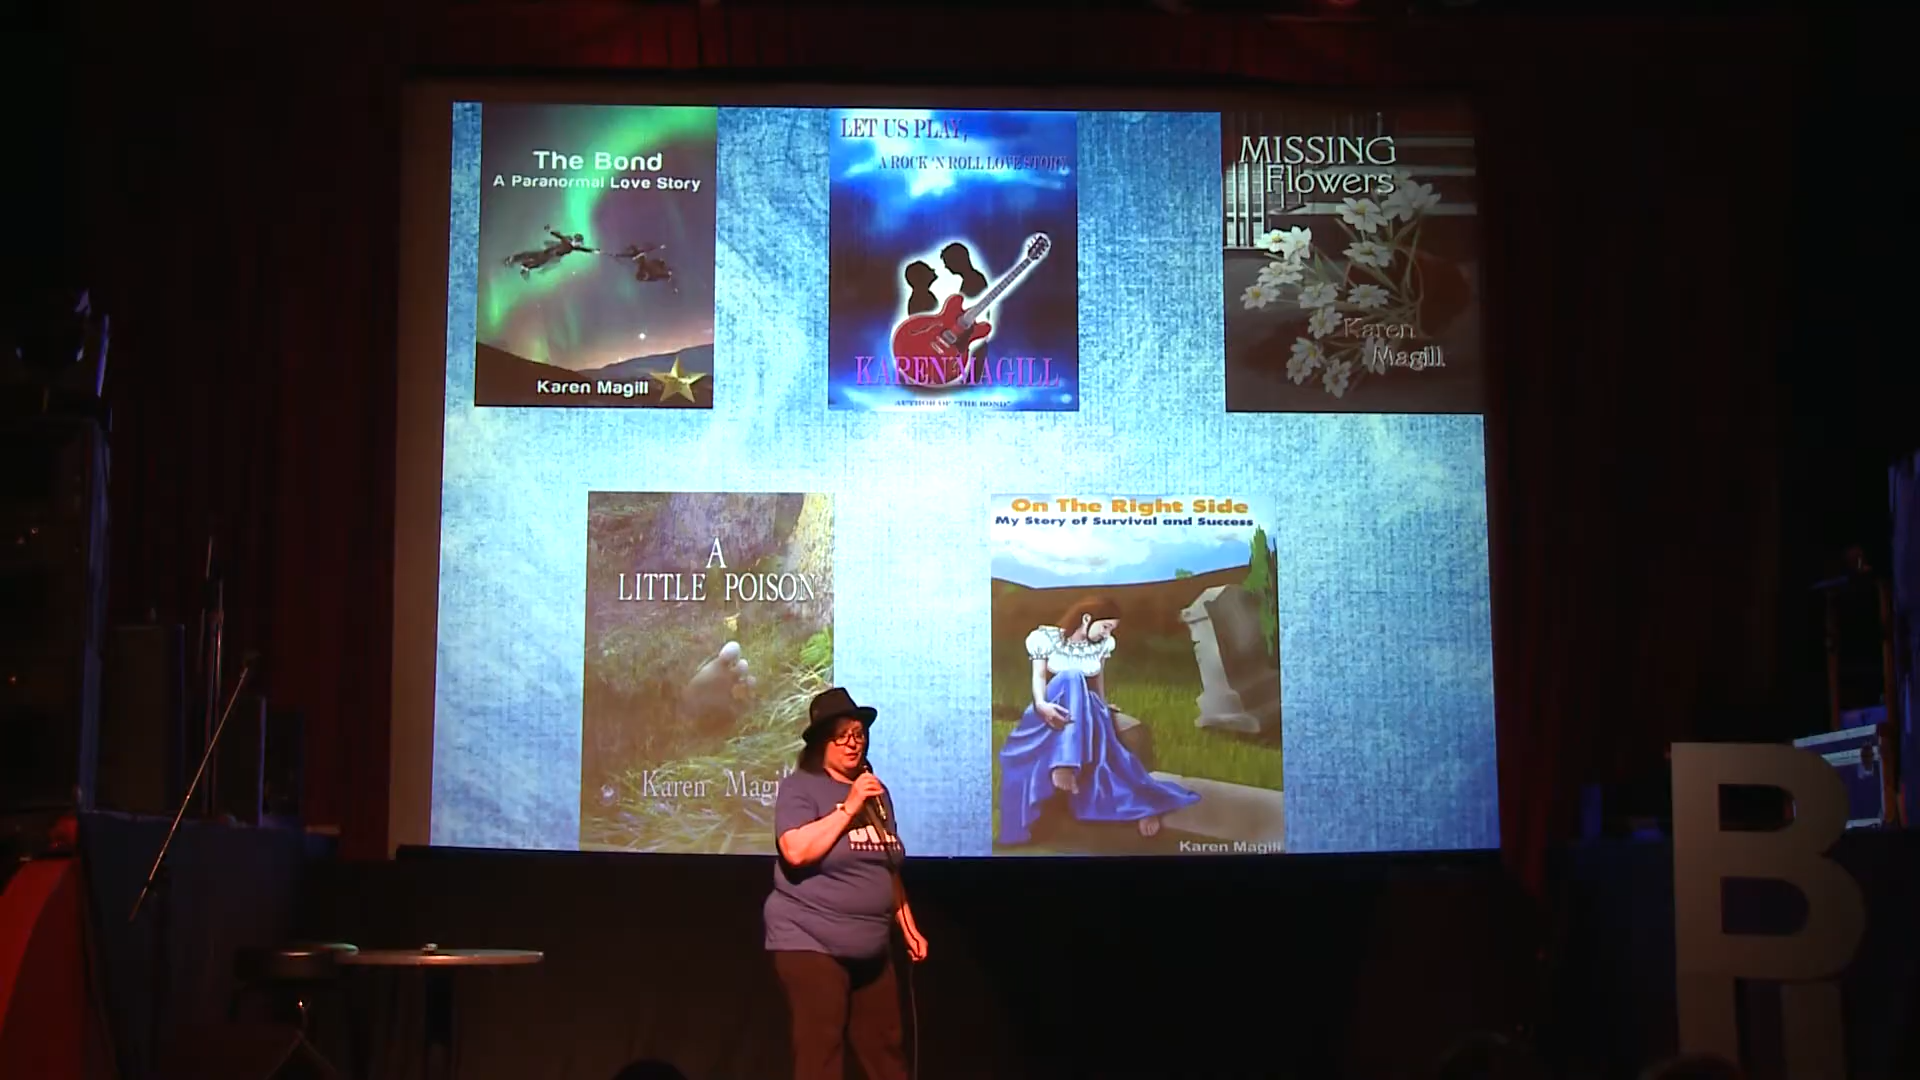 The Bond
A Paranormal Love Story
Karen Magill
LET US PLAY,
A ROCK 'N ROLL LOVE STORY
KAREN MAGILL
AUTHOR OF "THE BOND"
MISSING
Flowers
Karen
Magill
A
LITTLE POISON
Karen Magi
On The Right Side
My Story of Survival and Success
Karen Magill
B